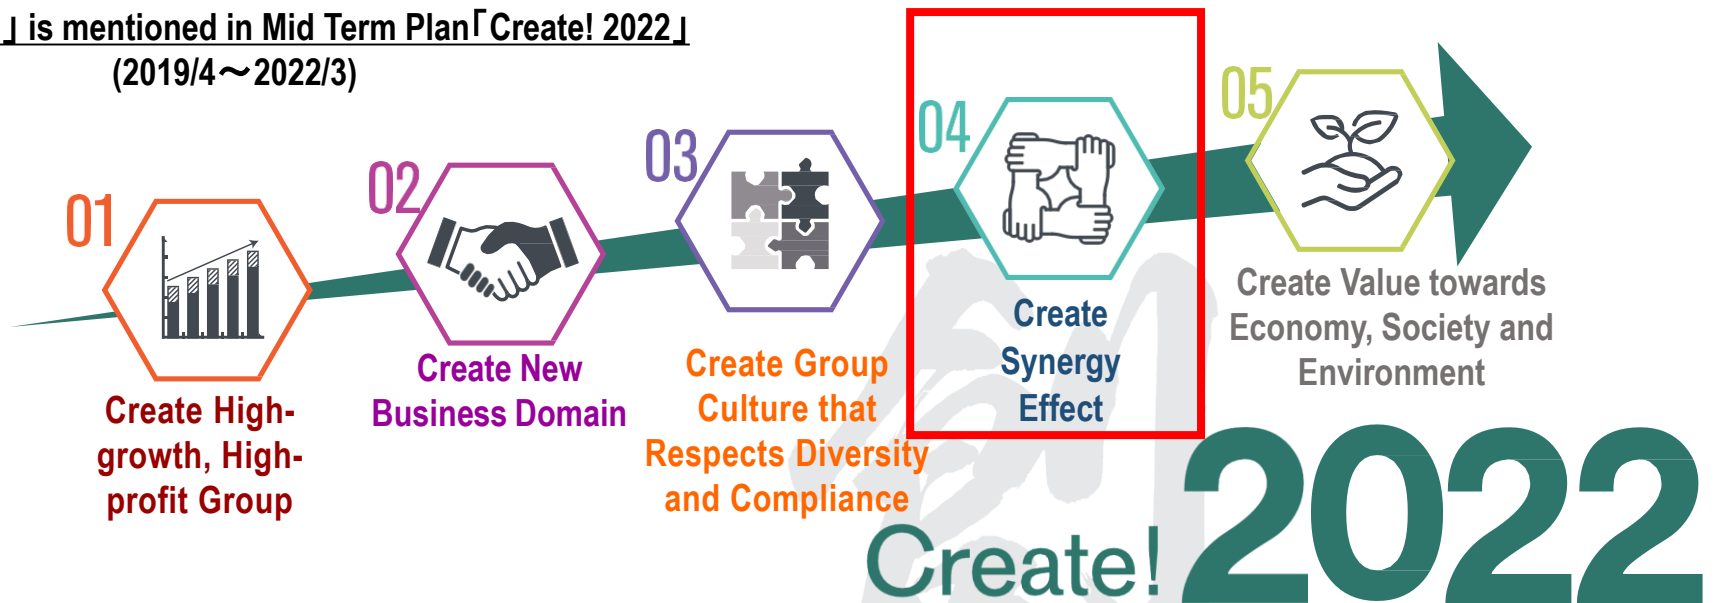 」 is mentioned in Mid Term Plan「Create! 2022」
(2019/4～2022/3)
01
Create High-
growth, High-
profit Group
02
Create New
Business Domain
03
Create Group
Culture that
Respects Diversity
and Compliance
04
Create
Synergy
Effect
05
Create Value towards
Economy, Society and
Environment
Create! 2022